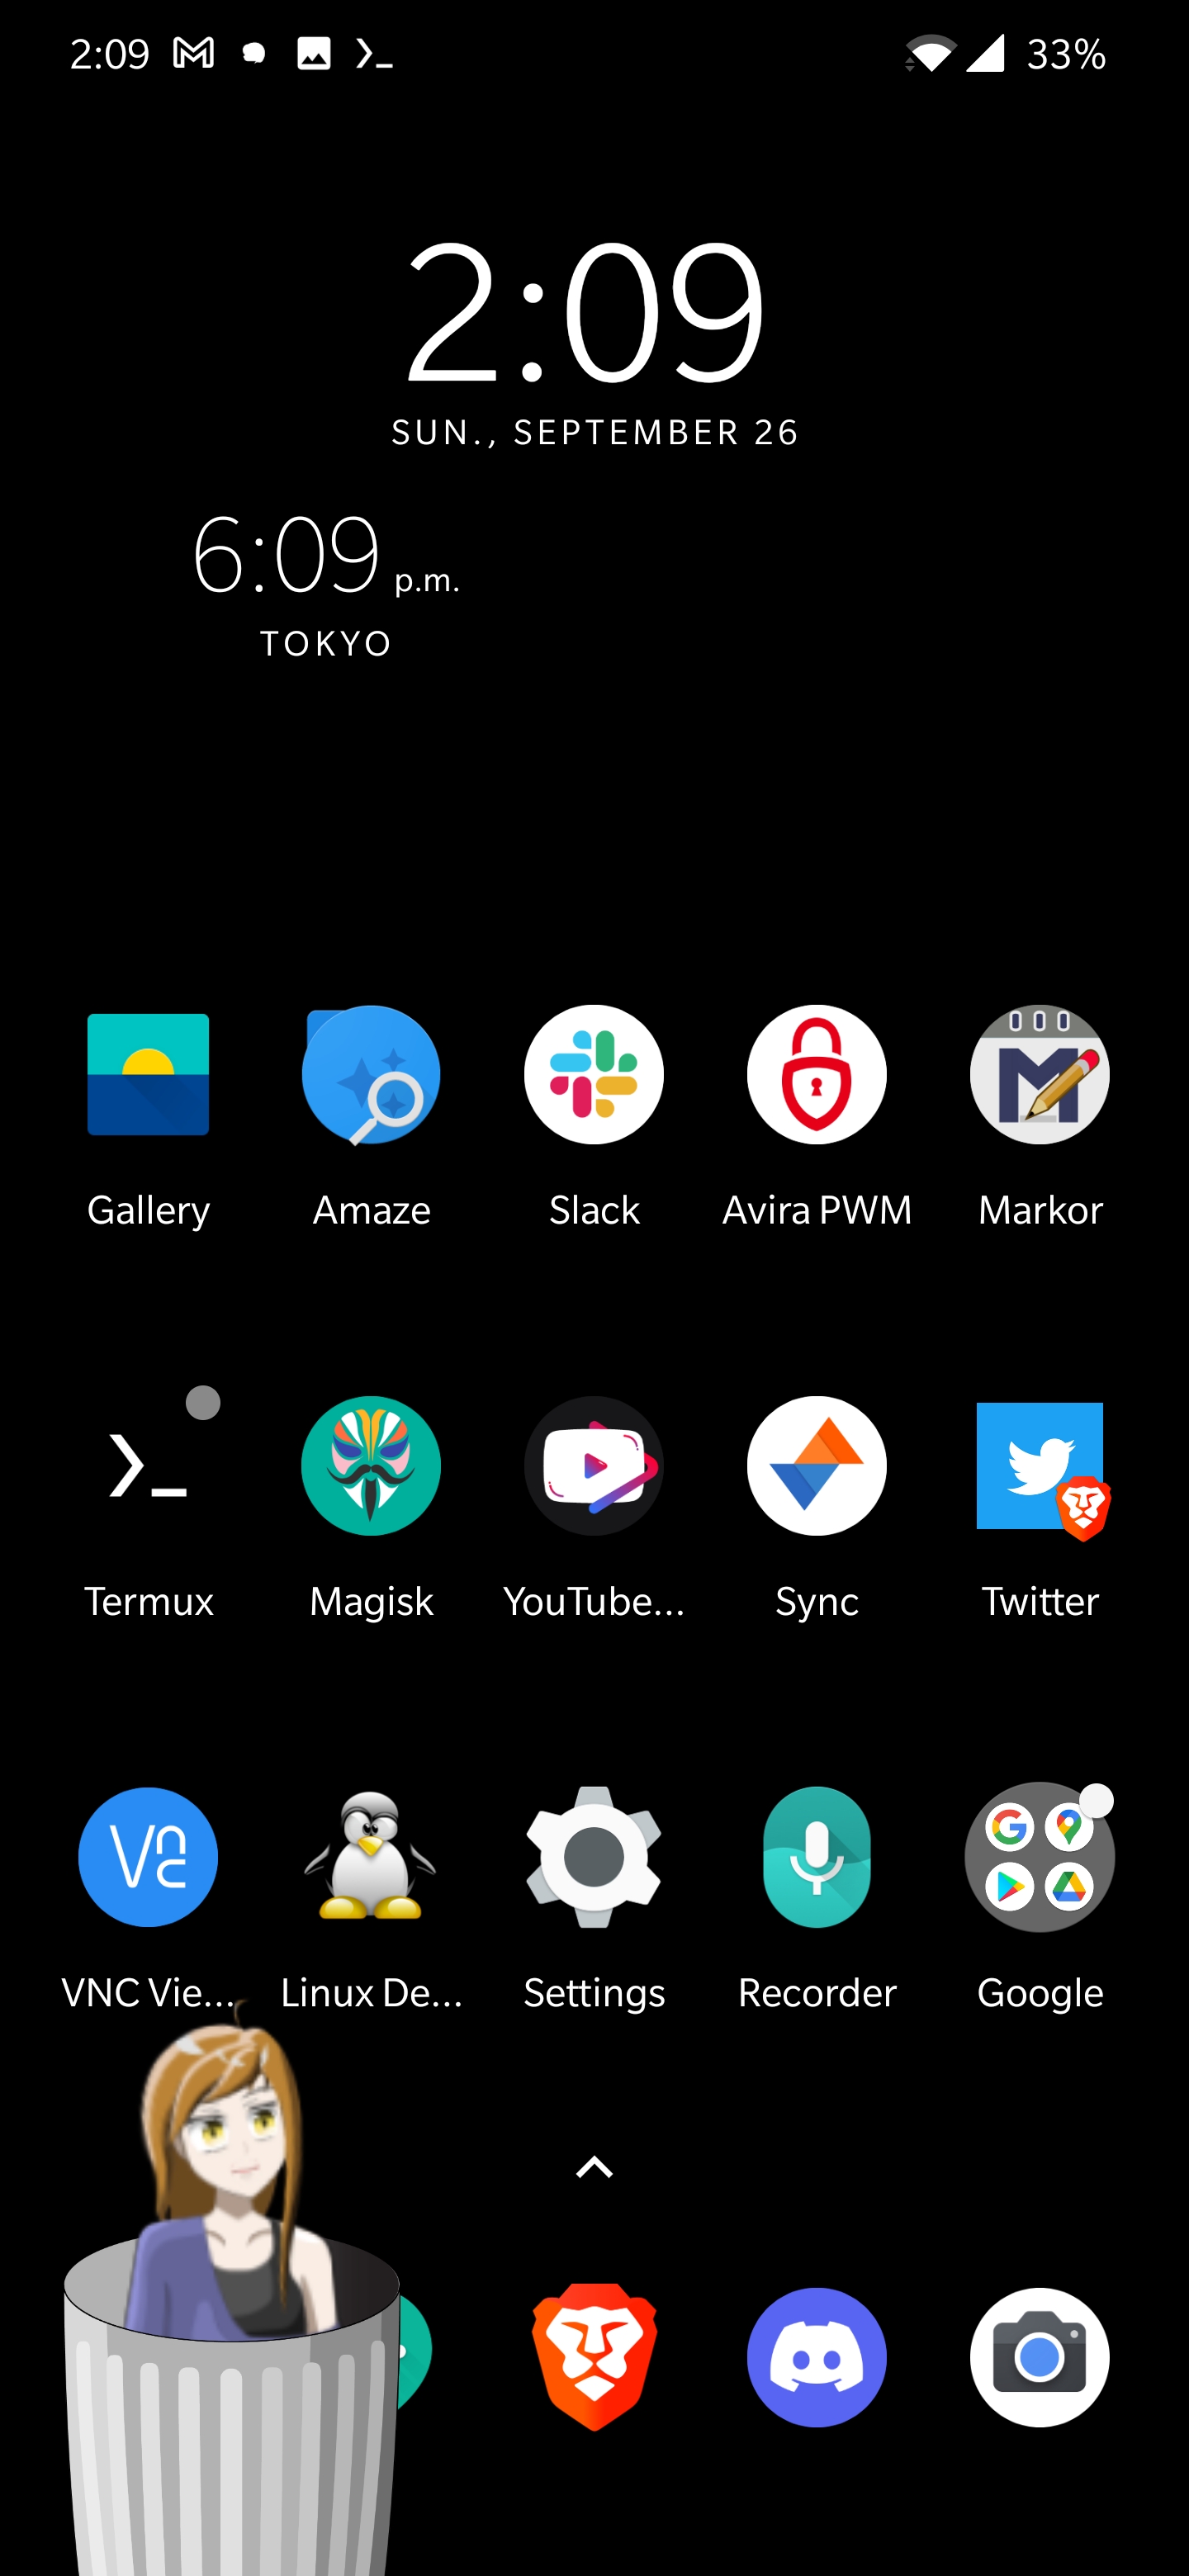 2:09 33%
2:09
SUN., SEPTEMBER 26
6:09 p.m.
TOKYO
Gallery Amaze Slack Avira PWM Markor
Termux Magisk YouTube... Sync Twitter
VNC Vie... Linux De... Settings Recorder Google